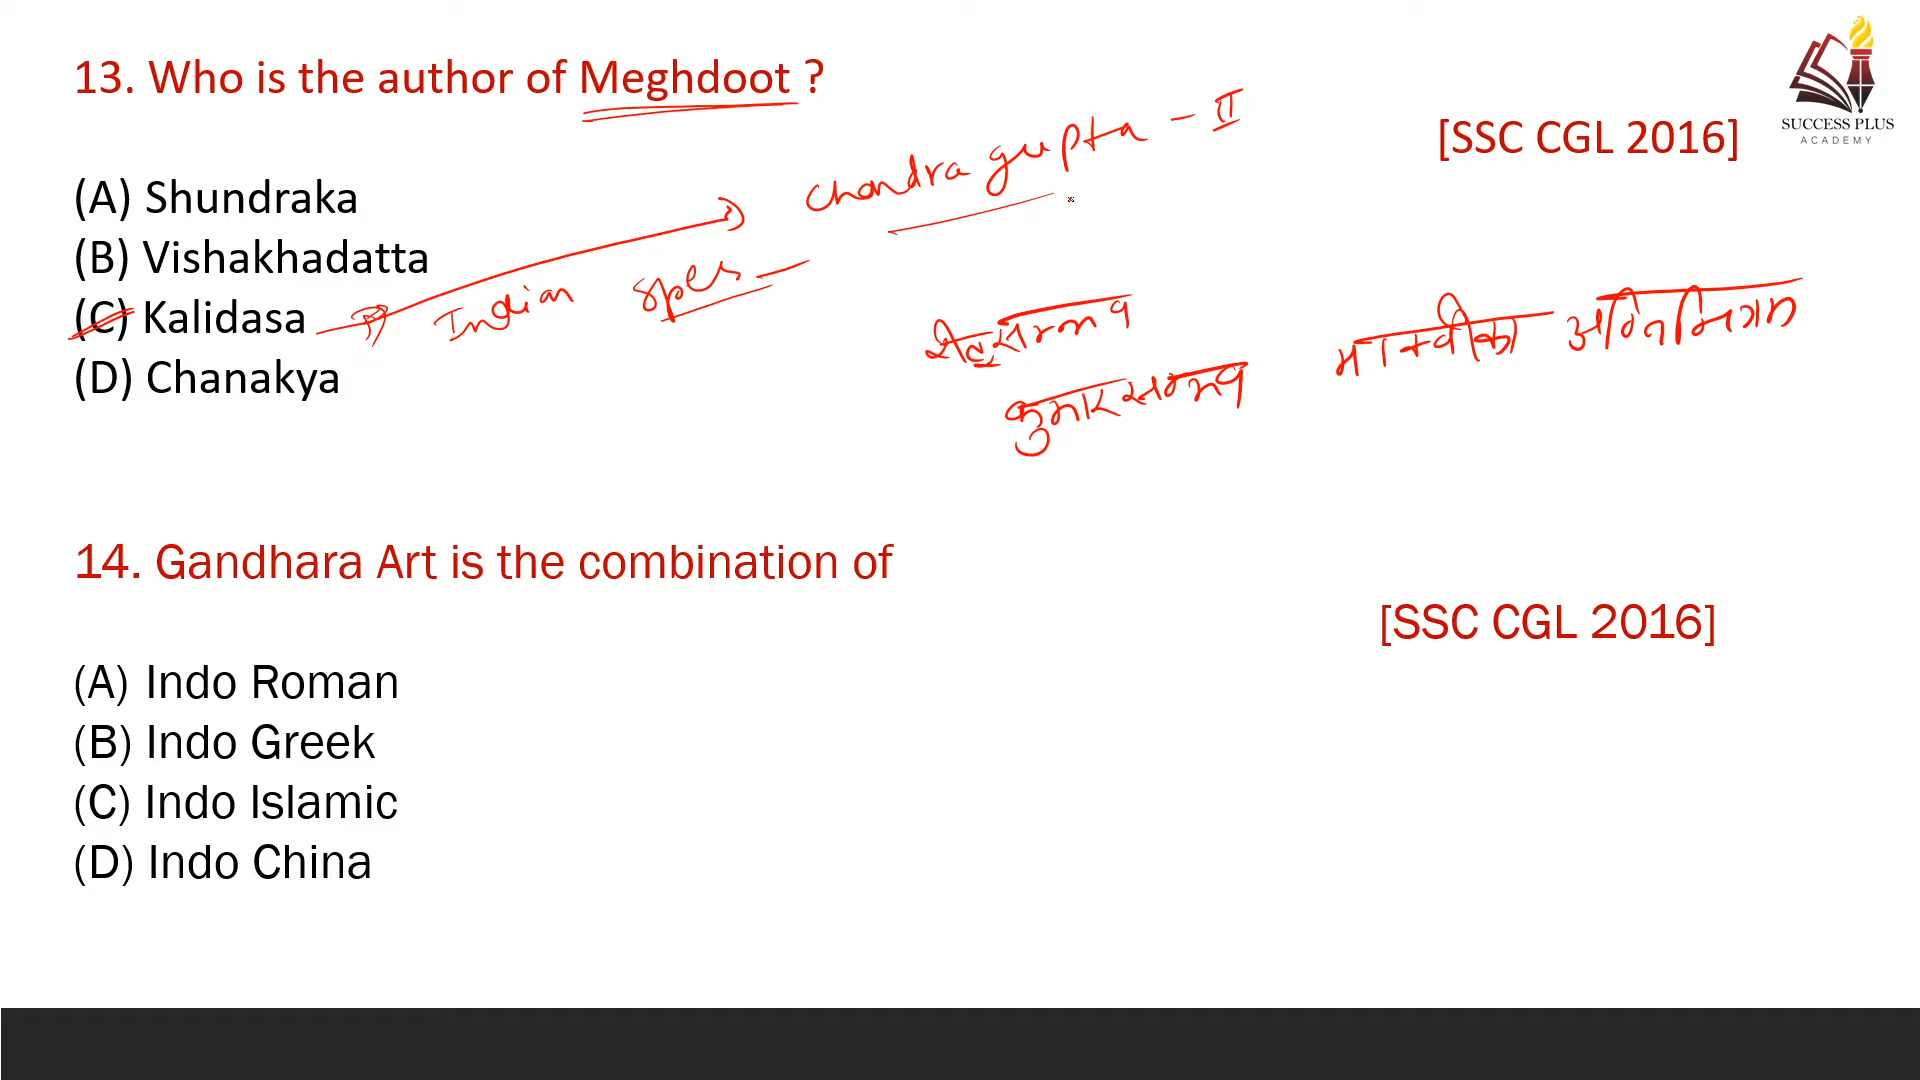 13. Who is the author of Meghdoot ?
[SSC CGL 2016]
SUCCESS PLUS
ACADEMY
(A) Shundraka
(B) Vishakhadatta
(C) Kalidasa
(D) Chanakya
Chandra gupta - II
Indian
कुमारसम्भव
14. Gandhara Art is the combination of
[SSC CGL 2016]
(A) Indo Roman
(B) Indo Greek
(C) Indo Islamic
(D) Indo China